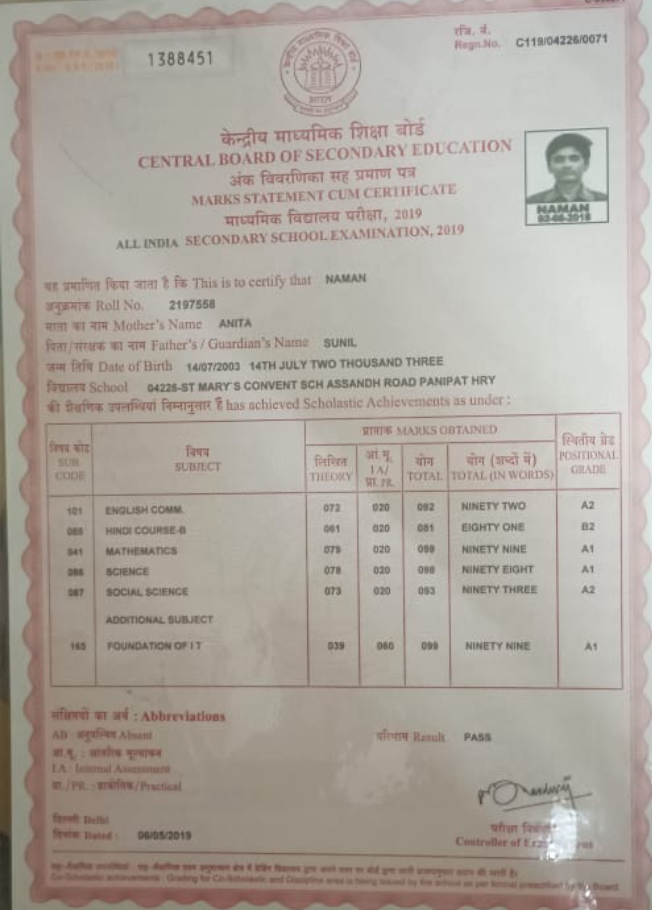 1388451
रजि. नं.
Regn.No. C119/04226/0071
भारत
केन्द्रीय माध्यमिक शिक्षा बोर्ड
CENTRAL BOARD OF SECONDARY EDUCATION
अंक विवरणिका सह प्रमाण पत्र
MARKS STATEMENT CUM CERTIFICATE
माध्यमिक विद्यालय परीक्षा, 2019
ALL INDIA SECONDARY SCHOOL EXAMINATION, 2019
NAMAN
02-06-2018
यह प्रमाणित किया जाता है कि This is to certify that NAMAN
अनुक्रमांक Roll No. 2197558
माता का नाम Mother's Name ANITA
पिता/संरक्षक का नाम Father's / Guardian's Name SUNIL
जन्म तिथि Date of Birth 14/07/2003 14TH JULY TWO THOUSAND THREE
विद्यालय School 04226-ST MARY'S CONVENT SCH ASSANDH ROAD PANIPAT HRY
की शैक्षणिक उपलब्धियां निम्नानुसार हैं has achieved Scholastic Achievements as under :
विषय कोड SUB. CODE
विषय SUBJECT
प्राप्तांक MARKS OBTAINED
लिखित THEORY
आं.मू. I A/ प्रा. PR.
योग TOTAL
योग (शब्दों में) TOTAL (IN WORDS)
स्थितीय ग्रेड POSITIONAL GRADE
101 ENGLISH COMM. 072 020 092 NINETY TWO A2
085 HINDI COURSE-B 061 020 081 EIGHTY ONE B2
041 MATHEMATICS 079 020 099 NINETY NINE A1
086 SCIENCE 078 020 098 NINETY EIGHT A1
087 SOCIAL SCIENCE 073 020 093 NINETY THREE A2
ADDITIONAL SUBJECT
165 FOUNDATION OF I T 039 060 099 NINETY NINE A1
संक्षिप्तियों का अर्थ : Abbreviations
AB : अनुपस्थित Absent
परिणाम Result PASS
आं.मू. : आंतरिक मूल्यांकन
I A : Internal Assessment
प्रा./PR. : प्रायोगिक/Practical
दिल्ली Delhi
दिनांक Dated : 06/05/2019
परीक्षा
Controller of
Co-Scholastic achievements : Grading for Co-Scholastic and Discipline area is being issued by the school as per format prescribed by the Board